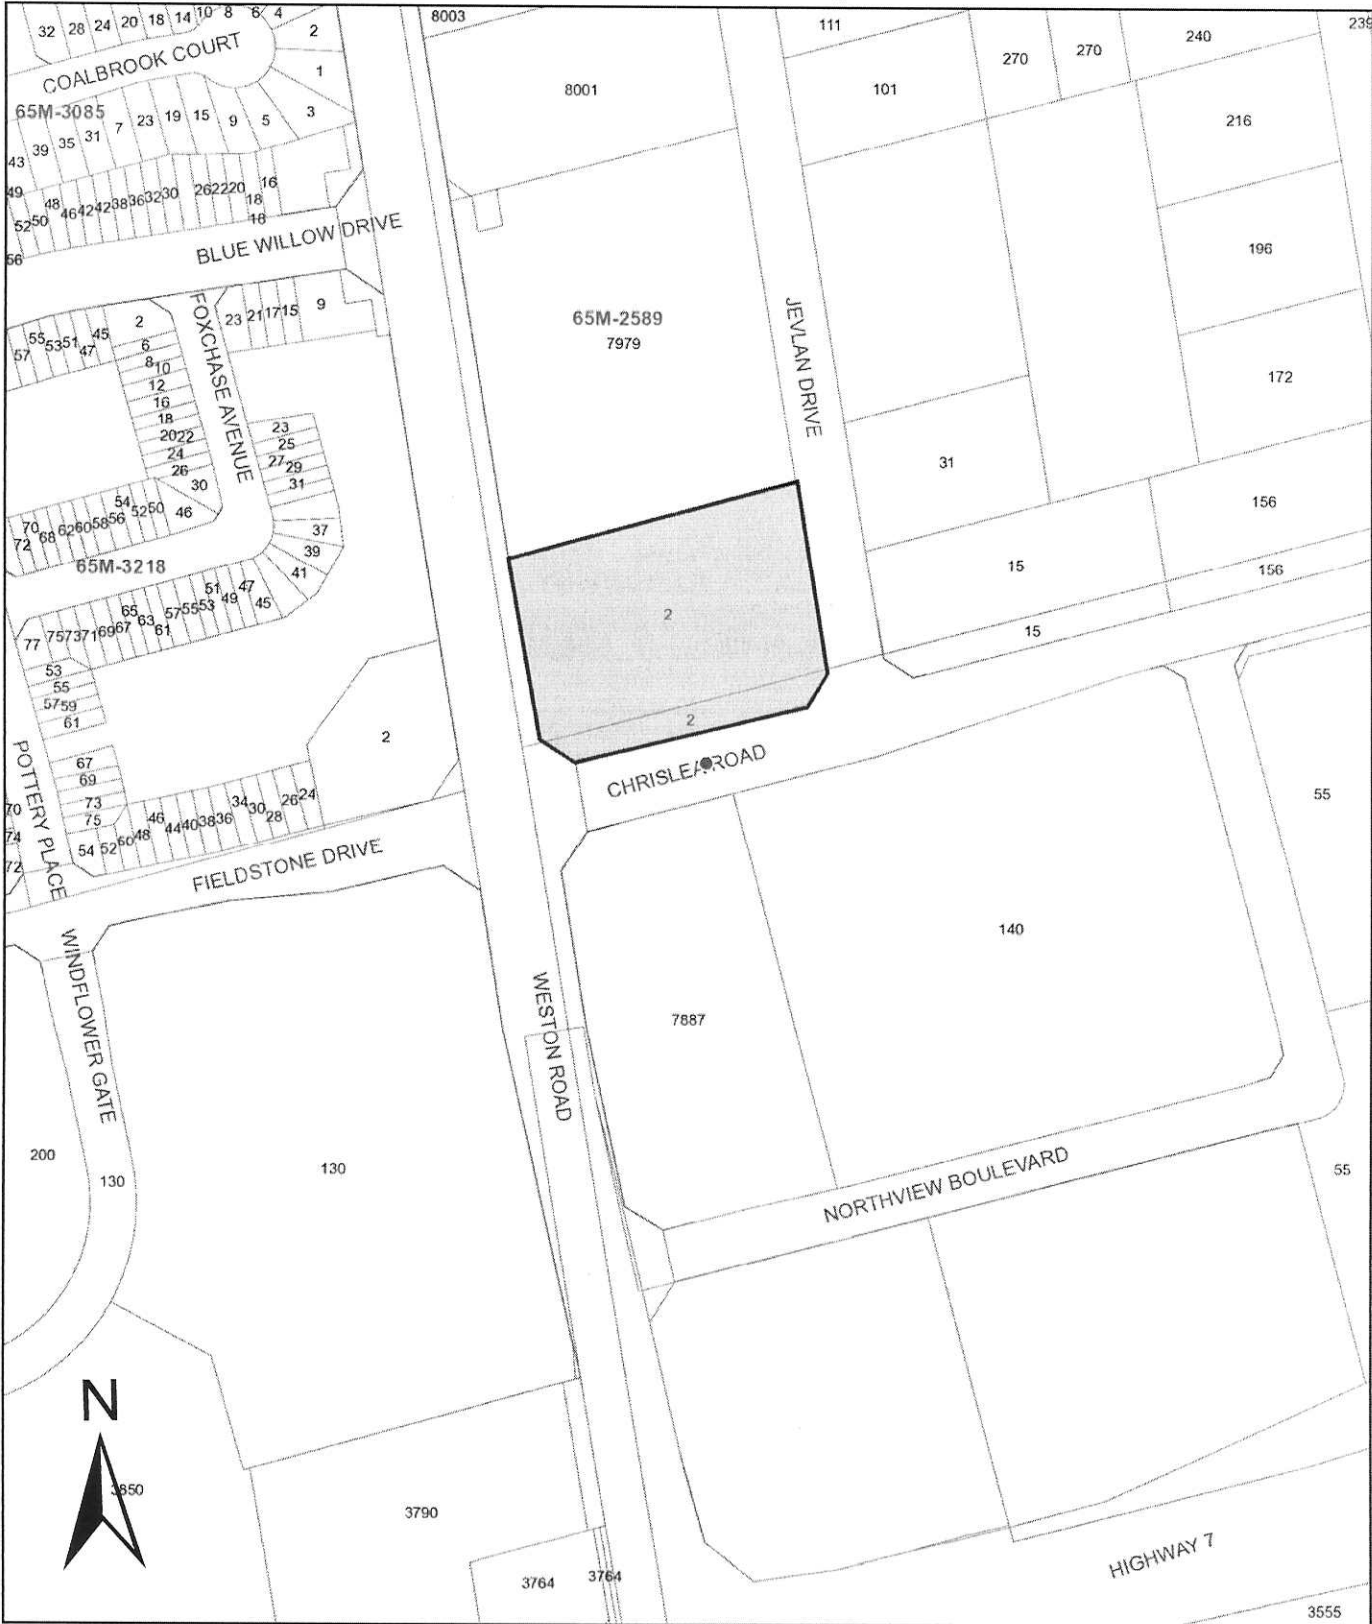 8003
32 28 24 20 18 14 10 8 6 4
2
COALBROOK COURT
1
65M-3085
43 39 35 31 7 23 19 15 9 5 3
49
52 50 48 46 42 42 38 36 32 30 26 22 20 18 16
18
56
BLUE WILLOW DRIVE
111
270 270 240 239
8001
101
216
196
172
57 55 53 51 47 45
2
6
8 10
12
16
18
20 22
24
26
30
46
FOXCHASE AVENUE
23 21 17 15 9
23
25
27 29
31
37
39
41
65M-2589
7979
JEVLAN DRIVE
31
156
15
156
15
72 70 68 62 60 58 56 54 52 50
65M-3218
77 75 73 71 69 67 65 63 61 57 55 53 51 49 47 45
53
55
57 59
61
67
69
73
75
2
2
2
CHRISLEA ROAD
POTTERY PLACE
70
74
72
54 52 50 48 46 44 40 38 36 34 30 28 26 24
FIELDSTONE DRIVE
55
140
7887
WESTON ROAD
WINDFLOWER GATE
200
130
130
NORTHVIEW BOULEVARD
55
N
3850
3790
3764 3764
HIGHWAY 7
3555